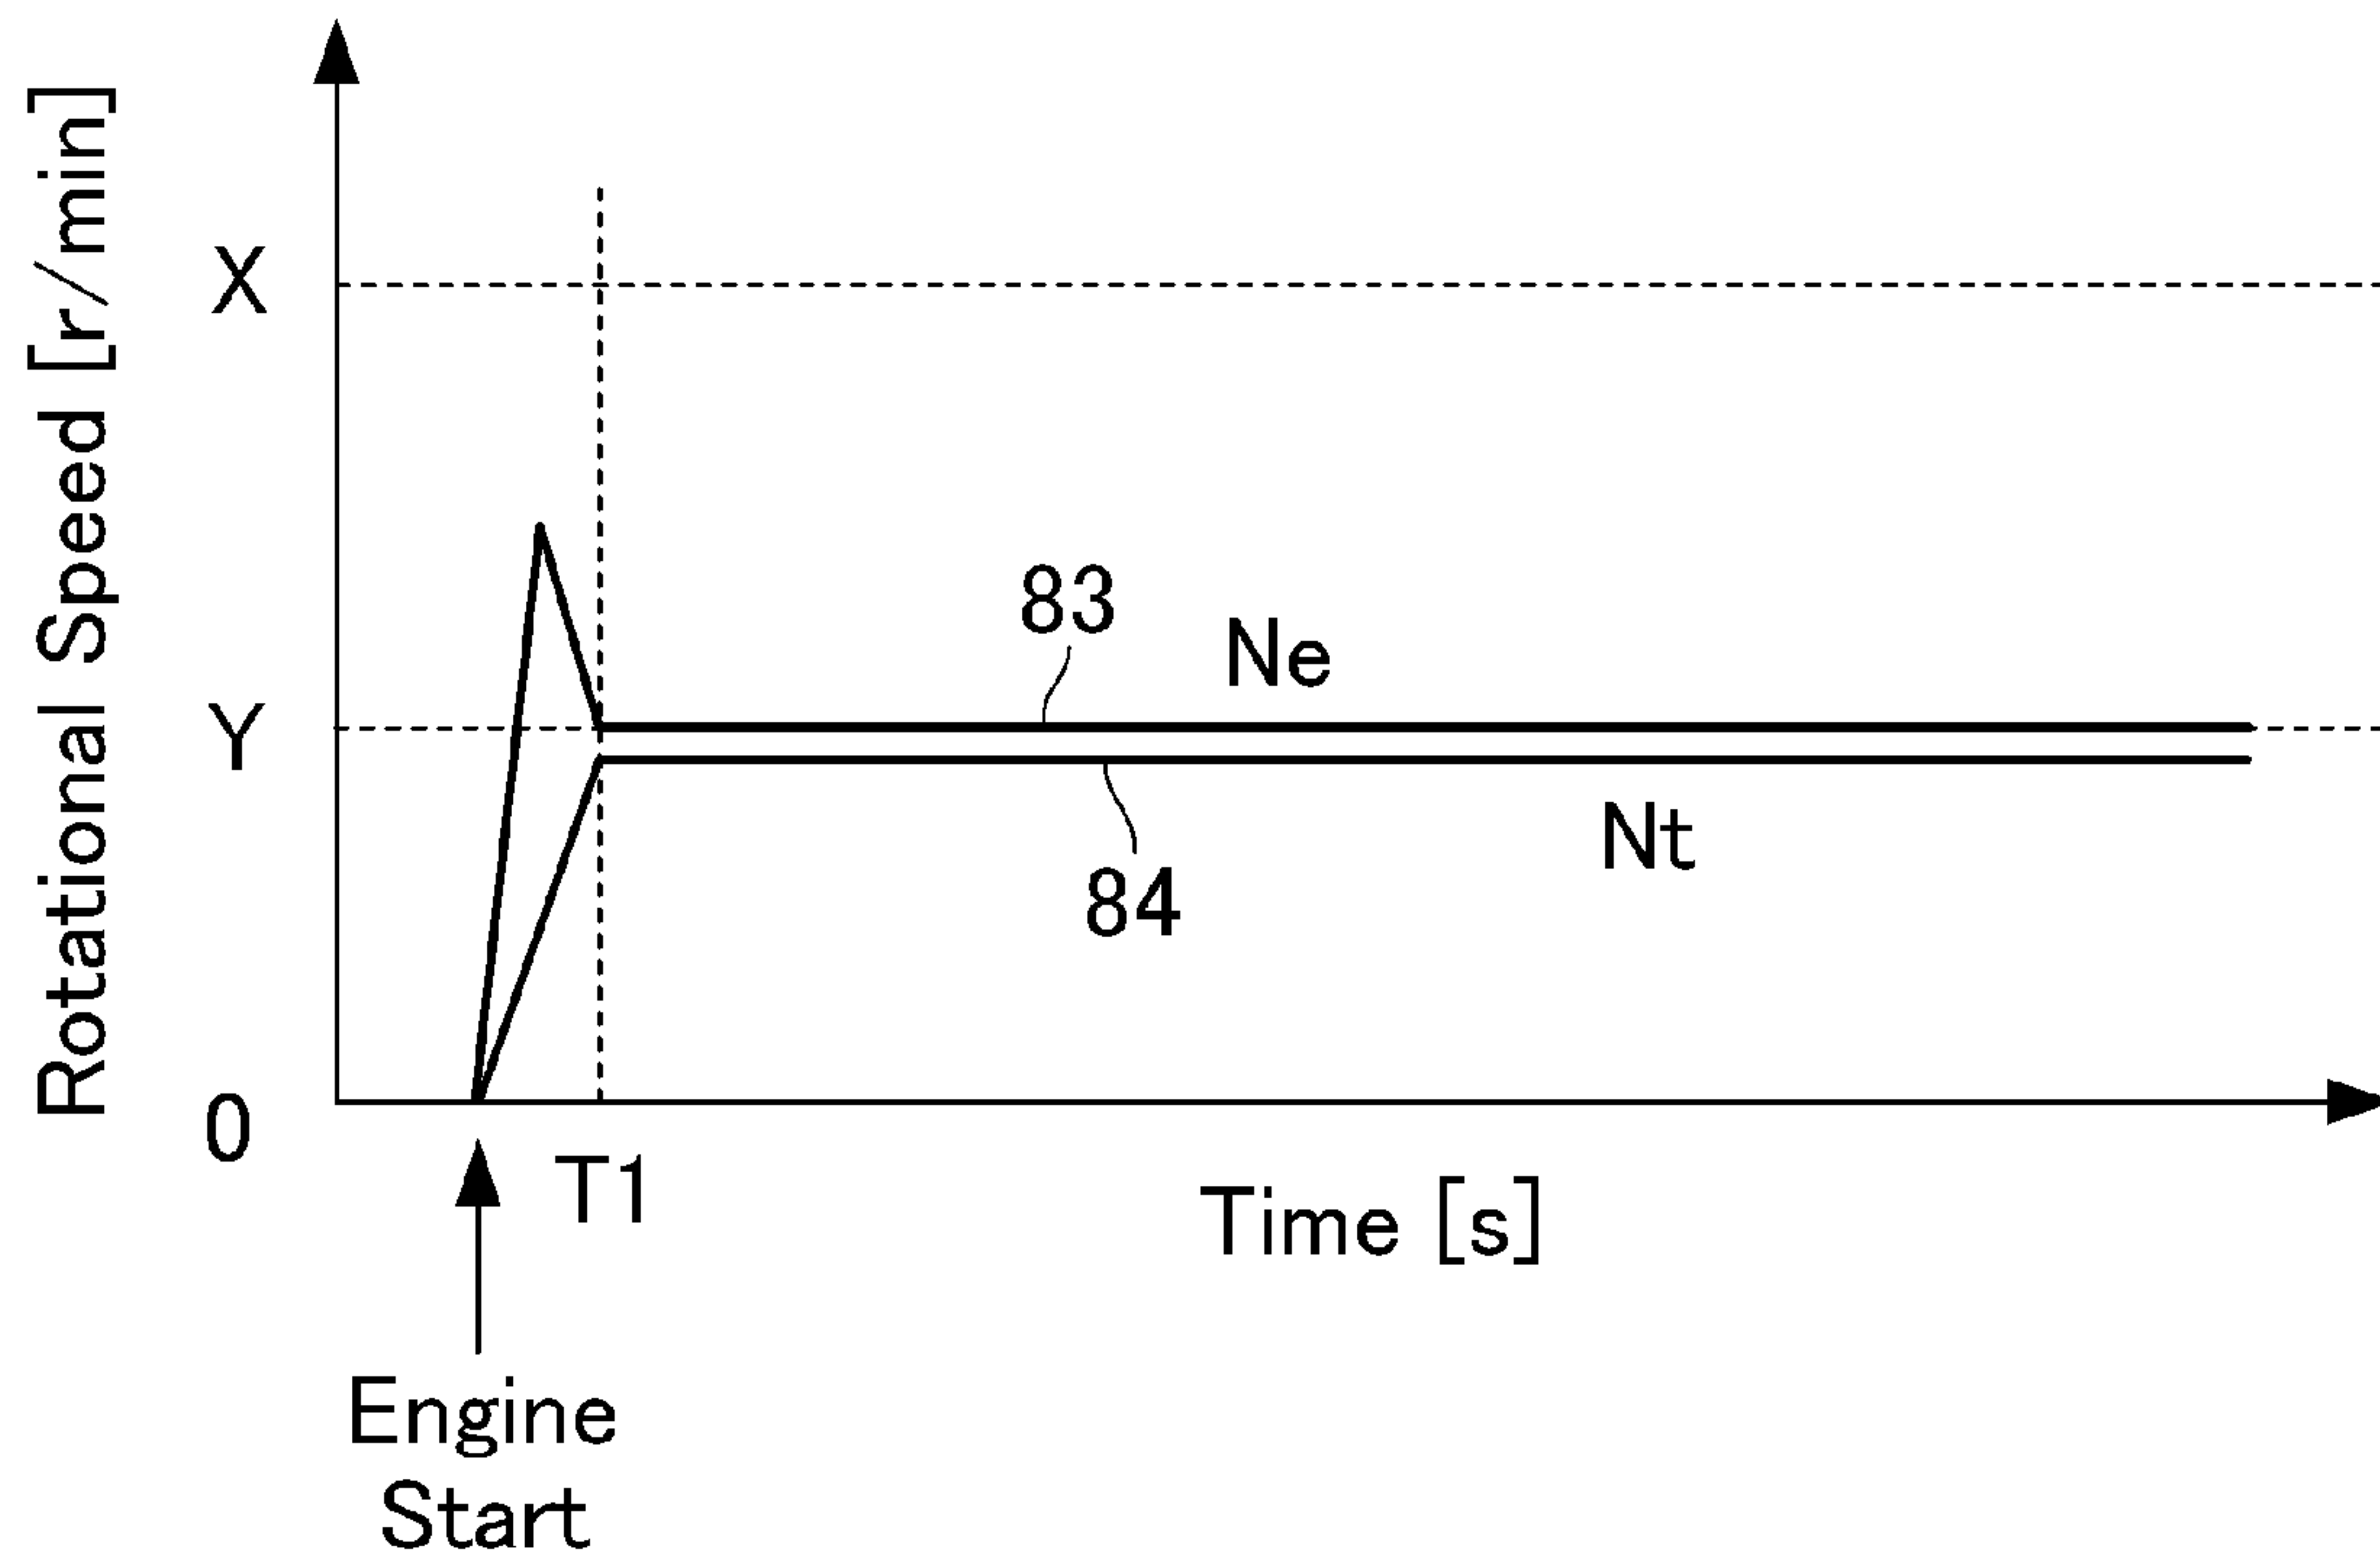 Rotational Speed [r/min]
X
83
Ne
Y
Nt
84
0
T1
Time [s]
Engine
Start